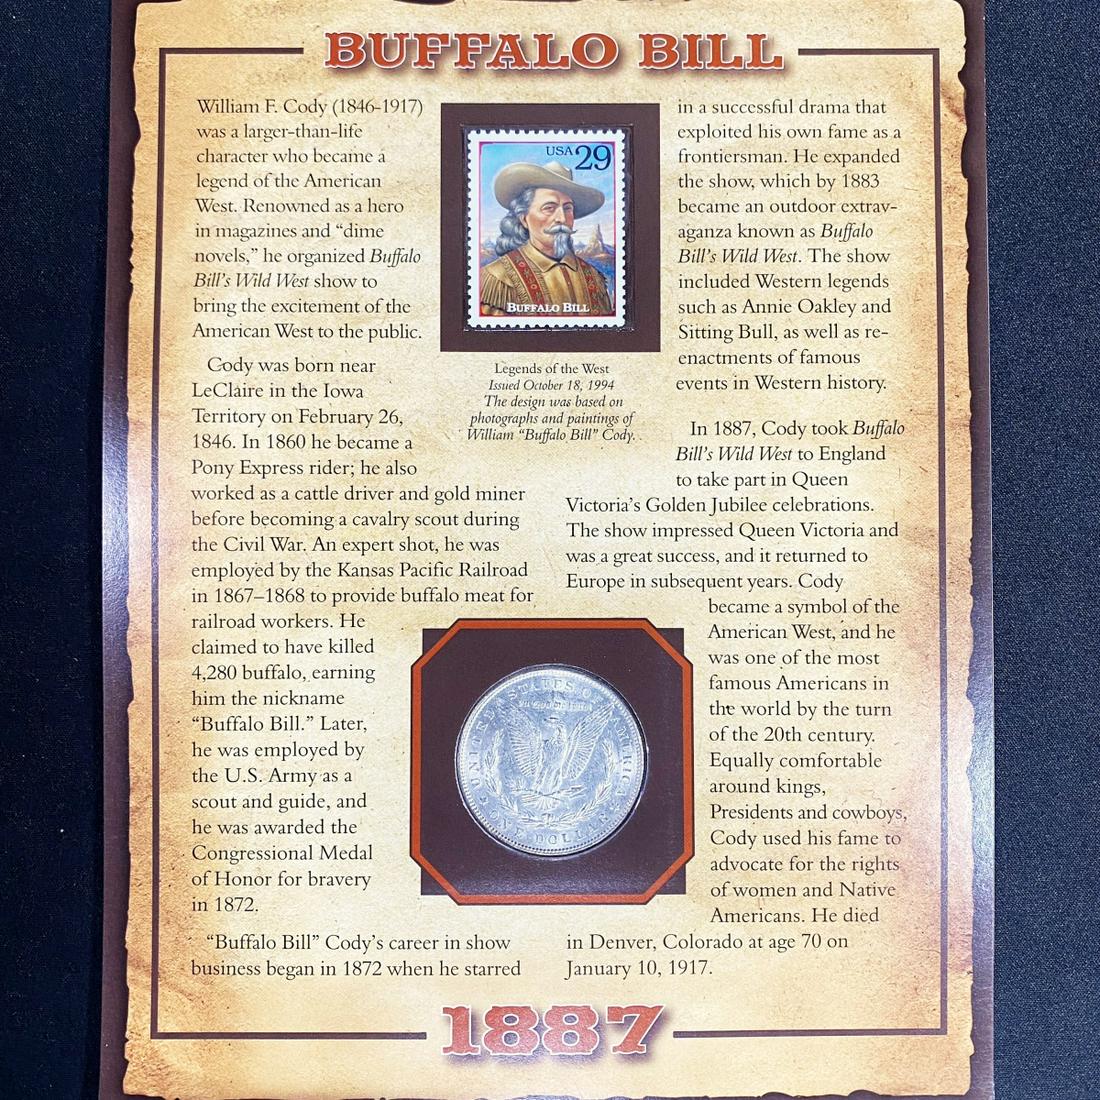 BUFFALO BILL
William F. Cody (1846-1917)
was a larger-than-life
character who became a
legend of the American
West. Renowned as a hero
in magazines and “dime
novels,” he organized Buffalo
Bill’s Wild West show to
bring the excitement of the
American West to the public.
Cody was born near
LeClaire in the Iowa
Territory on February 26,
1846. In 1860 he became a
Pony Express rider; he also
worked as a cattle driver and gold miner
before becoming a cavalry scout during
the Civil War. An expert shot, he was
employed by the Kansas Pacific Railroad
in 1867–1868 to provide buffalo meat for
railroad workers. He
claimed to have killed
4,280 buffalo, earning
him the nickname
“Buffalo Bill.” Later,
he was employed by
the U.S. Army as a
scout and guide, and
he was awarded the
Congressional Medal
of Honor for bravery
in 1872.
“Buffalo Bill” Cody’s career in show
business began in 1872 when he starred
USA 29
BUFFALO BILL
Legends of the West
Issued October 18, 1994
The design was based on
photographs and paintings of
William “Buffalo Bill” Cody.
in a successful drama that
exploited his own fame as a
frontiersman. He expanded
the show, which by 1883
became an outdoor extrav-
aganza known as Buffalo
Bill’s Wild West. The show
included Western legends
such as Annie Oakley and
Sitting Bull, as well as re-
enactments of famous
events in Western history.
In 1887, Cody took Buffalo
Bill’s Wild West to England
to take part in Queen
Victoria’s Golden Jubilee celebrations.
The show impressed Queen Victoria and
was a great success, and it returned to
Europe in subsequent years. Cody
became a symbol of the
American West, and he
was one of the most
famous Americans in
the world by the turn
of the 20th century.
Equally comfortable
around kings,
Presidents and cowboys,
Cody used his fame to
advocate for the rights
of women and Native
Americans. He died
in Denver, Colorado at age 70 on
January 10, 1917.
UNITED STATES OF AMERICA
ONE DOLLAR
1887